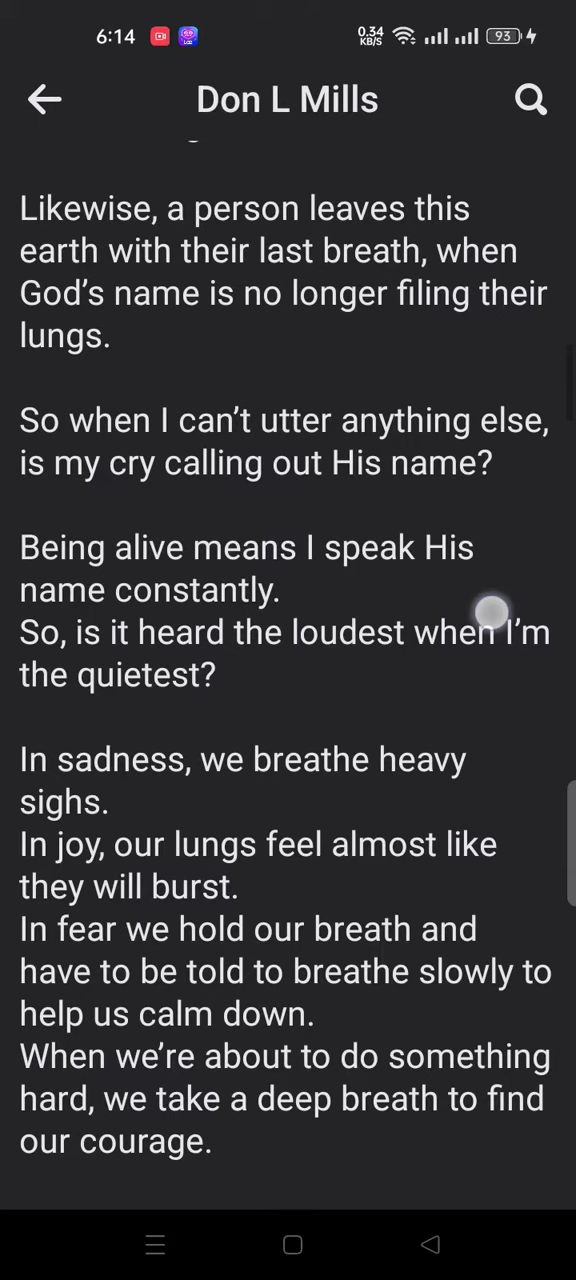 6:14
0.34
KB/S
93
Don L Mills
Likewise, a person leaves this
earth with their last breath, when
God’s name is no longer filing their
lungs.
So when I can’t utter anything else,
is my cry calling out His name?
Being alive means I speak His
name constantly.
So, is it heard the loudest when I’m
the quietest?
In sadness, we breathe heavy
sighs.
In joy, our lungs feel almost like
they will burst.
In fear we hold our breath and
have to be told to breathe slowly to
help us calm down.
When we’re about to do something
hard, we take a deep breath to find
our courage.